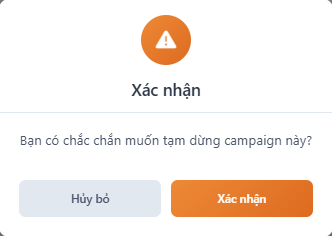 Xác nhận
Bạn có chắc chắn muốn tạm dừng campaign này?
Hủy bỏ
Xác nhận